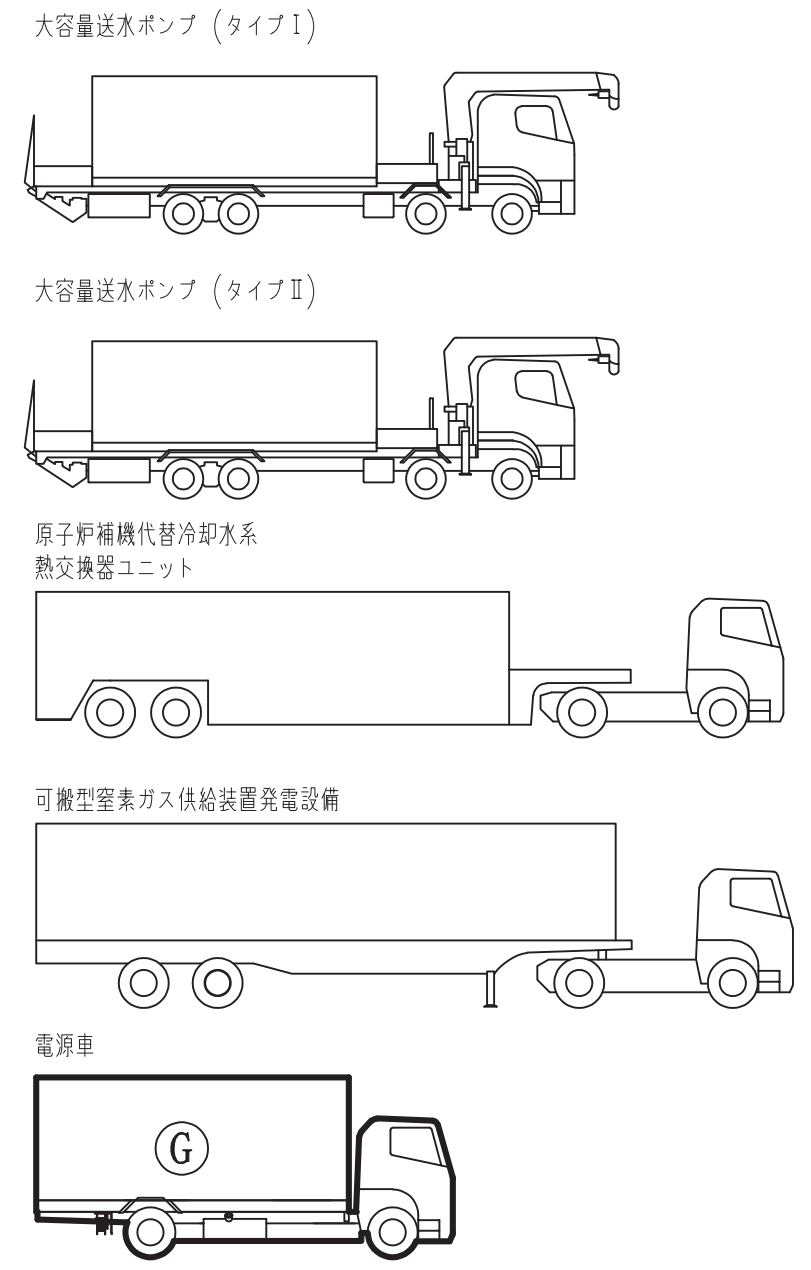 大容量送水ポンプ（タイプⅠ）
大容量送水ポンプ（タイプⅡ）
原子炉補機代替冷却水系
熱交換器ユニット
可搬型窒素ガス供給装置発電設備
電源車
G